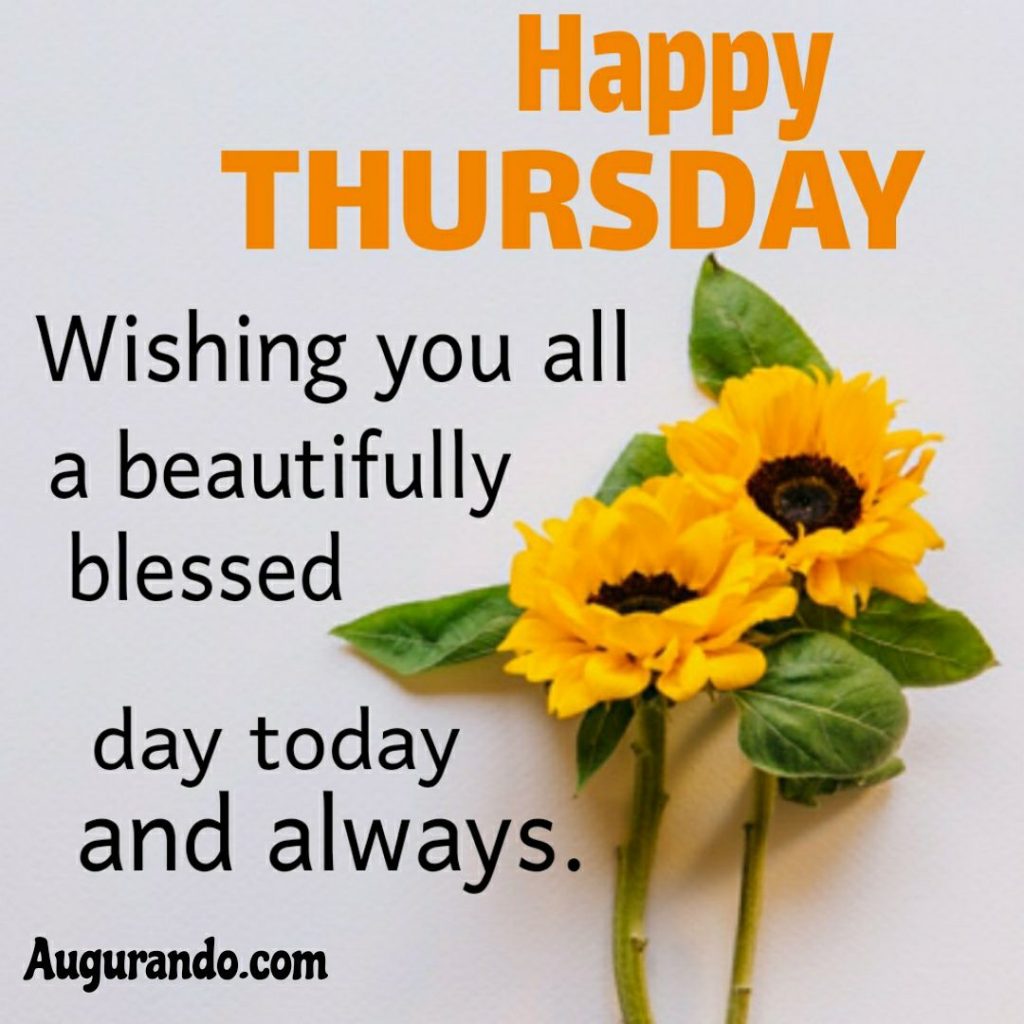 Happy
THURSDAY
Wishing you all
a beautifully
blessed
day today
and always.
Augurando.com